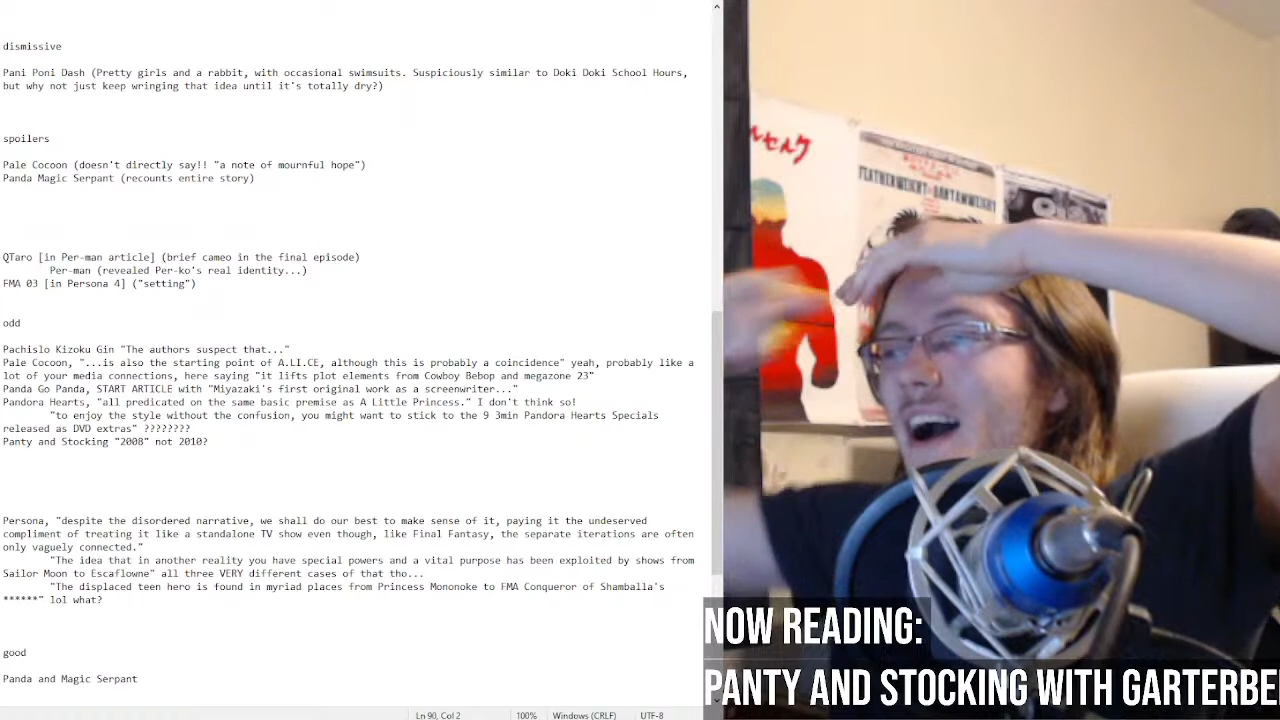 dismissive
Pani Poni Dash (Pretty girls and a rabbit, with occasional swimsuits. Suspiciously similar to Doki Doki School Hours,
but why not just keep wringing that idea until it's totally dry?)
spoilers
Pale Cocoon (doesn't directly say!! "a note of mournful hope")
Panda Magic Serpant (recounts entire story)
QTaro [in Per-man article] (brief cameo in the final episode)
Per-man (revealed Per-ko's real identity...)
FMA 03 [in Persona 4] ("setting")
odd
Pachislo Kizoku Gin "The authors suspect that..."
Pale Cocoon, "...is also the starting point of A.LI.CE, although this is probably a coincidence" yeah, probably like a
lot of your media connections, here saying "it lifts plot elements from Cowboy Bebop and megazone 23"
Panda Go Panda, START ARTICLE with "Miyazaki's first original work as a screenwriter..."
Pandora Hearts, "all predicated on the same basic premise as A Little Princess." I don't think so!
"to enjoy the style without the confusion, you might want to stick to the 9 3min Pandora Hearts Specials
released as DVD extras" ????????
Panty and Stocking "2008" not 2010?
Persona, "despite the disordered narrative, we shall do our best to make sense of it, paying it the undeserved
compliment of treating it like a standalone TV show even though, like Final Fantasy, the separate iterations are often
only vaguely connected."
"The idea that in another reality you have special powers and a vital purpose has been exploited by shows from
Sailor Moon to Escaflowne" all three VERY different cases of that tho...
"The displaced teen hero is found in myriad places from Princess Mononoke to FMA Conqueror of Shamballa's
******" lol what?
good
Panda and Magic Serpant
Ln 90, Col 2 100% Windows (CRLF) UTF-8
セルク
FEATHERWEIGHT BANTAMWEIGHT
NOW READING:
PANTY AND STOCKING WITH GARTERBE